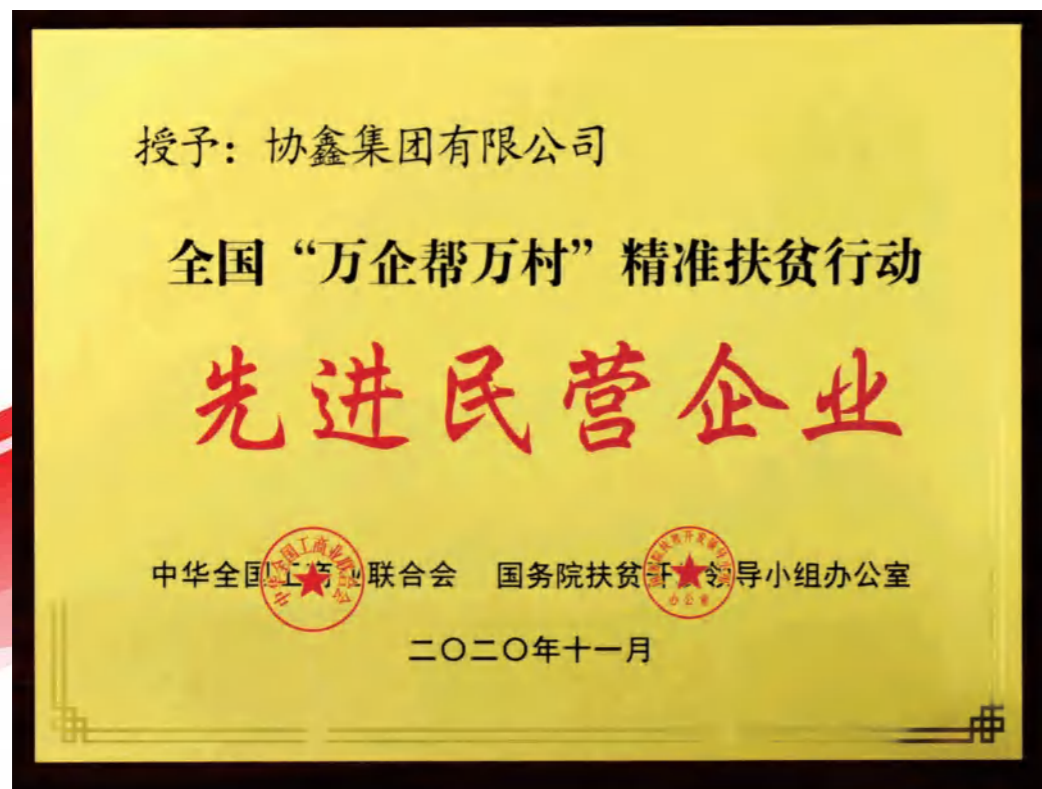 授予：协鑫集团有限公司
全国“万企帮万村”精准扶贫行动
先进民营企业
中华全国工商业联合会 国务院扶贫开发领导小组办公室
二〇二〇年十一月